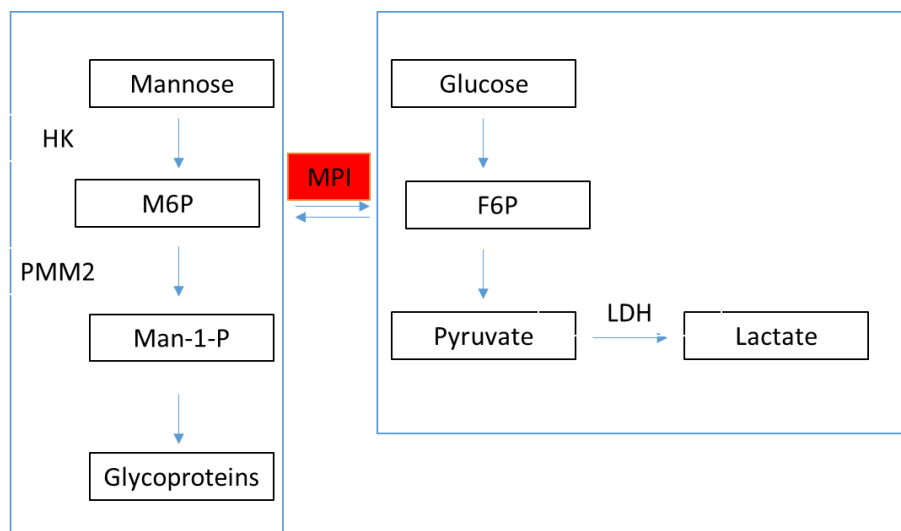 Mannose
HK
M6P
PMM2
Man-1-P
Glycoproteins
MPI
Glucose
F6P
Pyruvate
LDH
Lactate